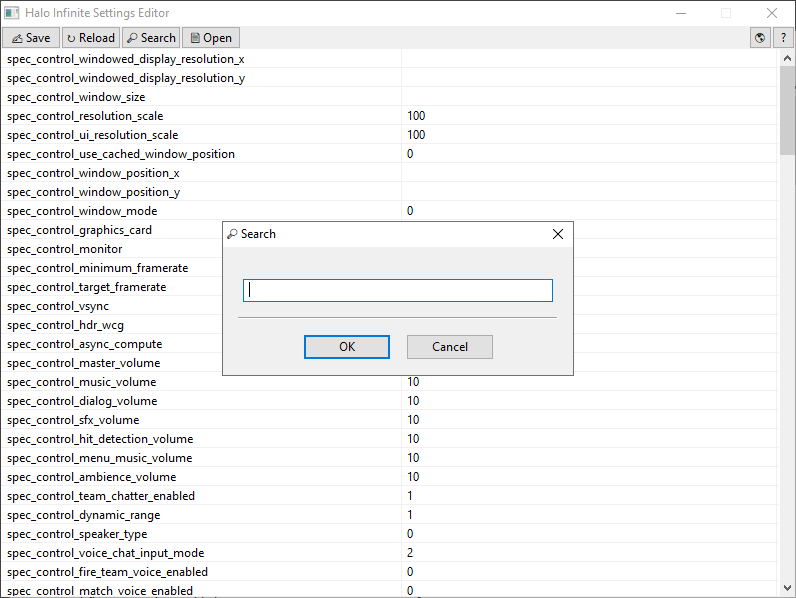 Halo Infinite Settings Editor
Save Reload Search Open ?
spec_control_windowed_display_resolution_x
spec_control_windowed_display_resolution_y
spec_control_window_size
spec_control_resolution_scale 100
spec_control_ui_resolution_scale 100
spec_control_use_cached_window_position 0
spec_control_window_position_x
spec_control_window_position_y
spec_control_window_mode 0
spec_control_graphics_card
spec_control_monitor
spec_control_minimum_framerate
spec_control_target_framerate
spec_control_vsync
spec_control_hdr_wcg
spec_control_async_compute
spec_control_master_volume
spec_control_music_volume 10
spec_control_dialog_volume 10
spec_control_sfx_volume 10
spec_control_hit_detection_volume 10
spec_control_menu_music_volume 10
spec_control_ambience_volume 10
spec_control_team_chatter_enabled 1
spec_control_dynamic_range 1
spec_control_speaker_type 0
spec_control_voice_chat_input_mode 2
spec_control_fire_team_voice_enabled 0
spec_control_match_voice_enabled 0
Search
OK Cancel